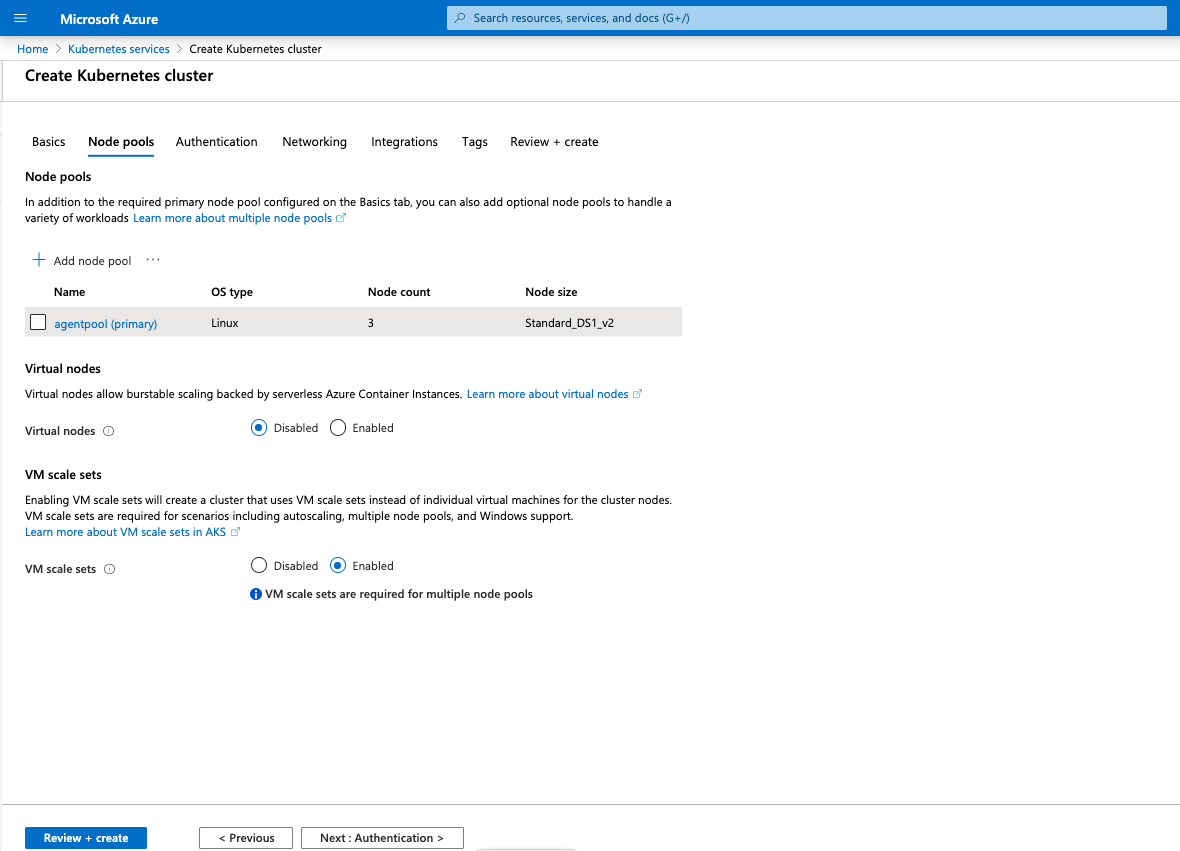 Microsoft Azure
Search resources, services, and docs (G+/)
Home > Kubernetes services > Create Kubernetes cluster
Create Kubernetes cluster
Basics Node pools Authentication Networking Integrations Tags Review + create
Node pools
In addition to the required primary node pool configured on the Basics tab, you can also add optional node pools to handle a
variety of workloads Learn more about multiple node pools
+ Add node pool ...
Name OS type Node count Node size
agentpool (primary) Linux 3 Standard_DS1_v2
Virtual nodes
Virtual nodes allow burstable scaling backed by serverless Azure Container Instances. Learn more about virtual nodes
Virtual nodes Disabled Enabled
VM scale sets
Enabling VM scale sets will create a cluster that uses VM scale sets instead of individual virtual machines for the cluster nodes.
VM scale sets are required for scenarios including autoscaling, multiple node pools, and Windows support.
Learn more about VM scale sets in AKS
VM scale sets Disabled Enabled
VM scale sets are required for multiple node pools
Review + create < Previous Next : Authentication >